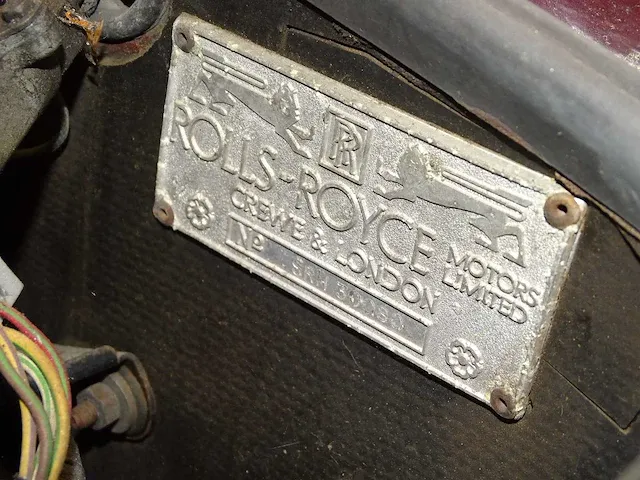 RR
ROLLS-ROYCE
MOTORS
LIMITED
CREWE & LONDON
No